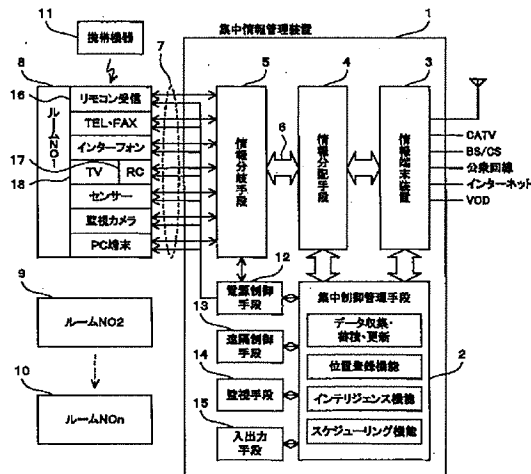 11
携帯機器
集中情報管理装置
1
8
7
5
4
3
16
ルームNO1
リモコン受信
TEL・FAX
インターフォン
17
TV
RC
18
センサー
監視カメラ
PC端末
情報分離手段
6
情報分配手段
情報端末装置
CATV
BS/CS
公衆回線
インターネット
VOD
12
電源制御手段
9
ルームNO2
13
遠隔制御手段
14
監視手段
10
ルームNOn
15
入出力手段
集中制御管理手段
データ収集・
蓄積・更新
位置登録機能
2
インテリジェンス機能
スケジューリング機能